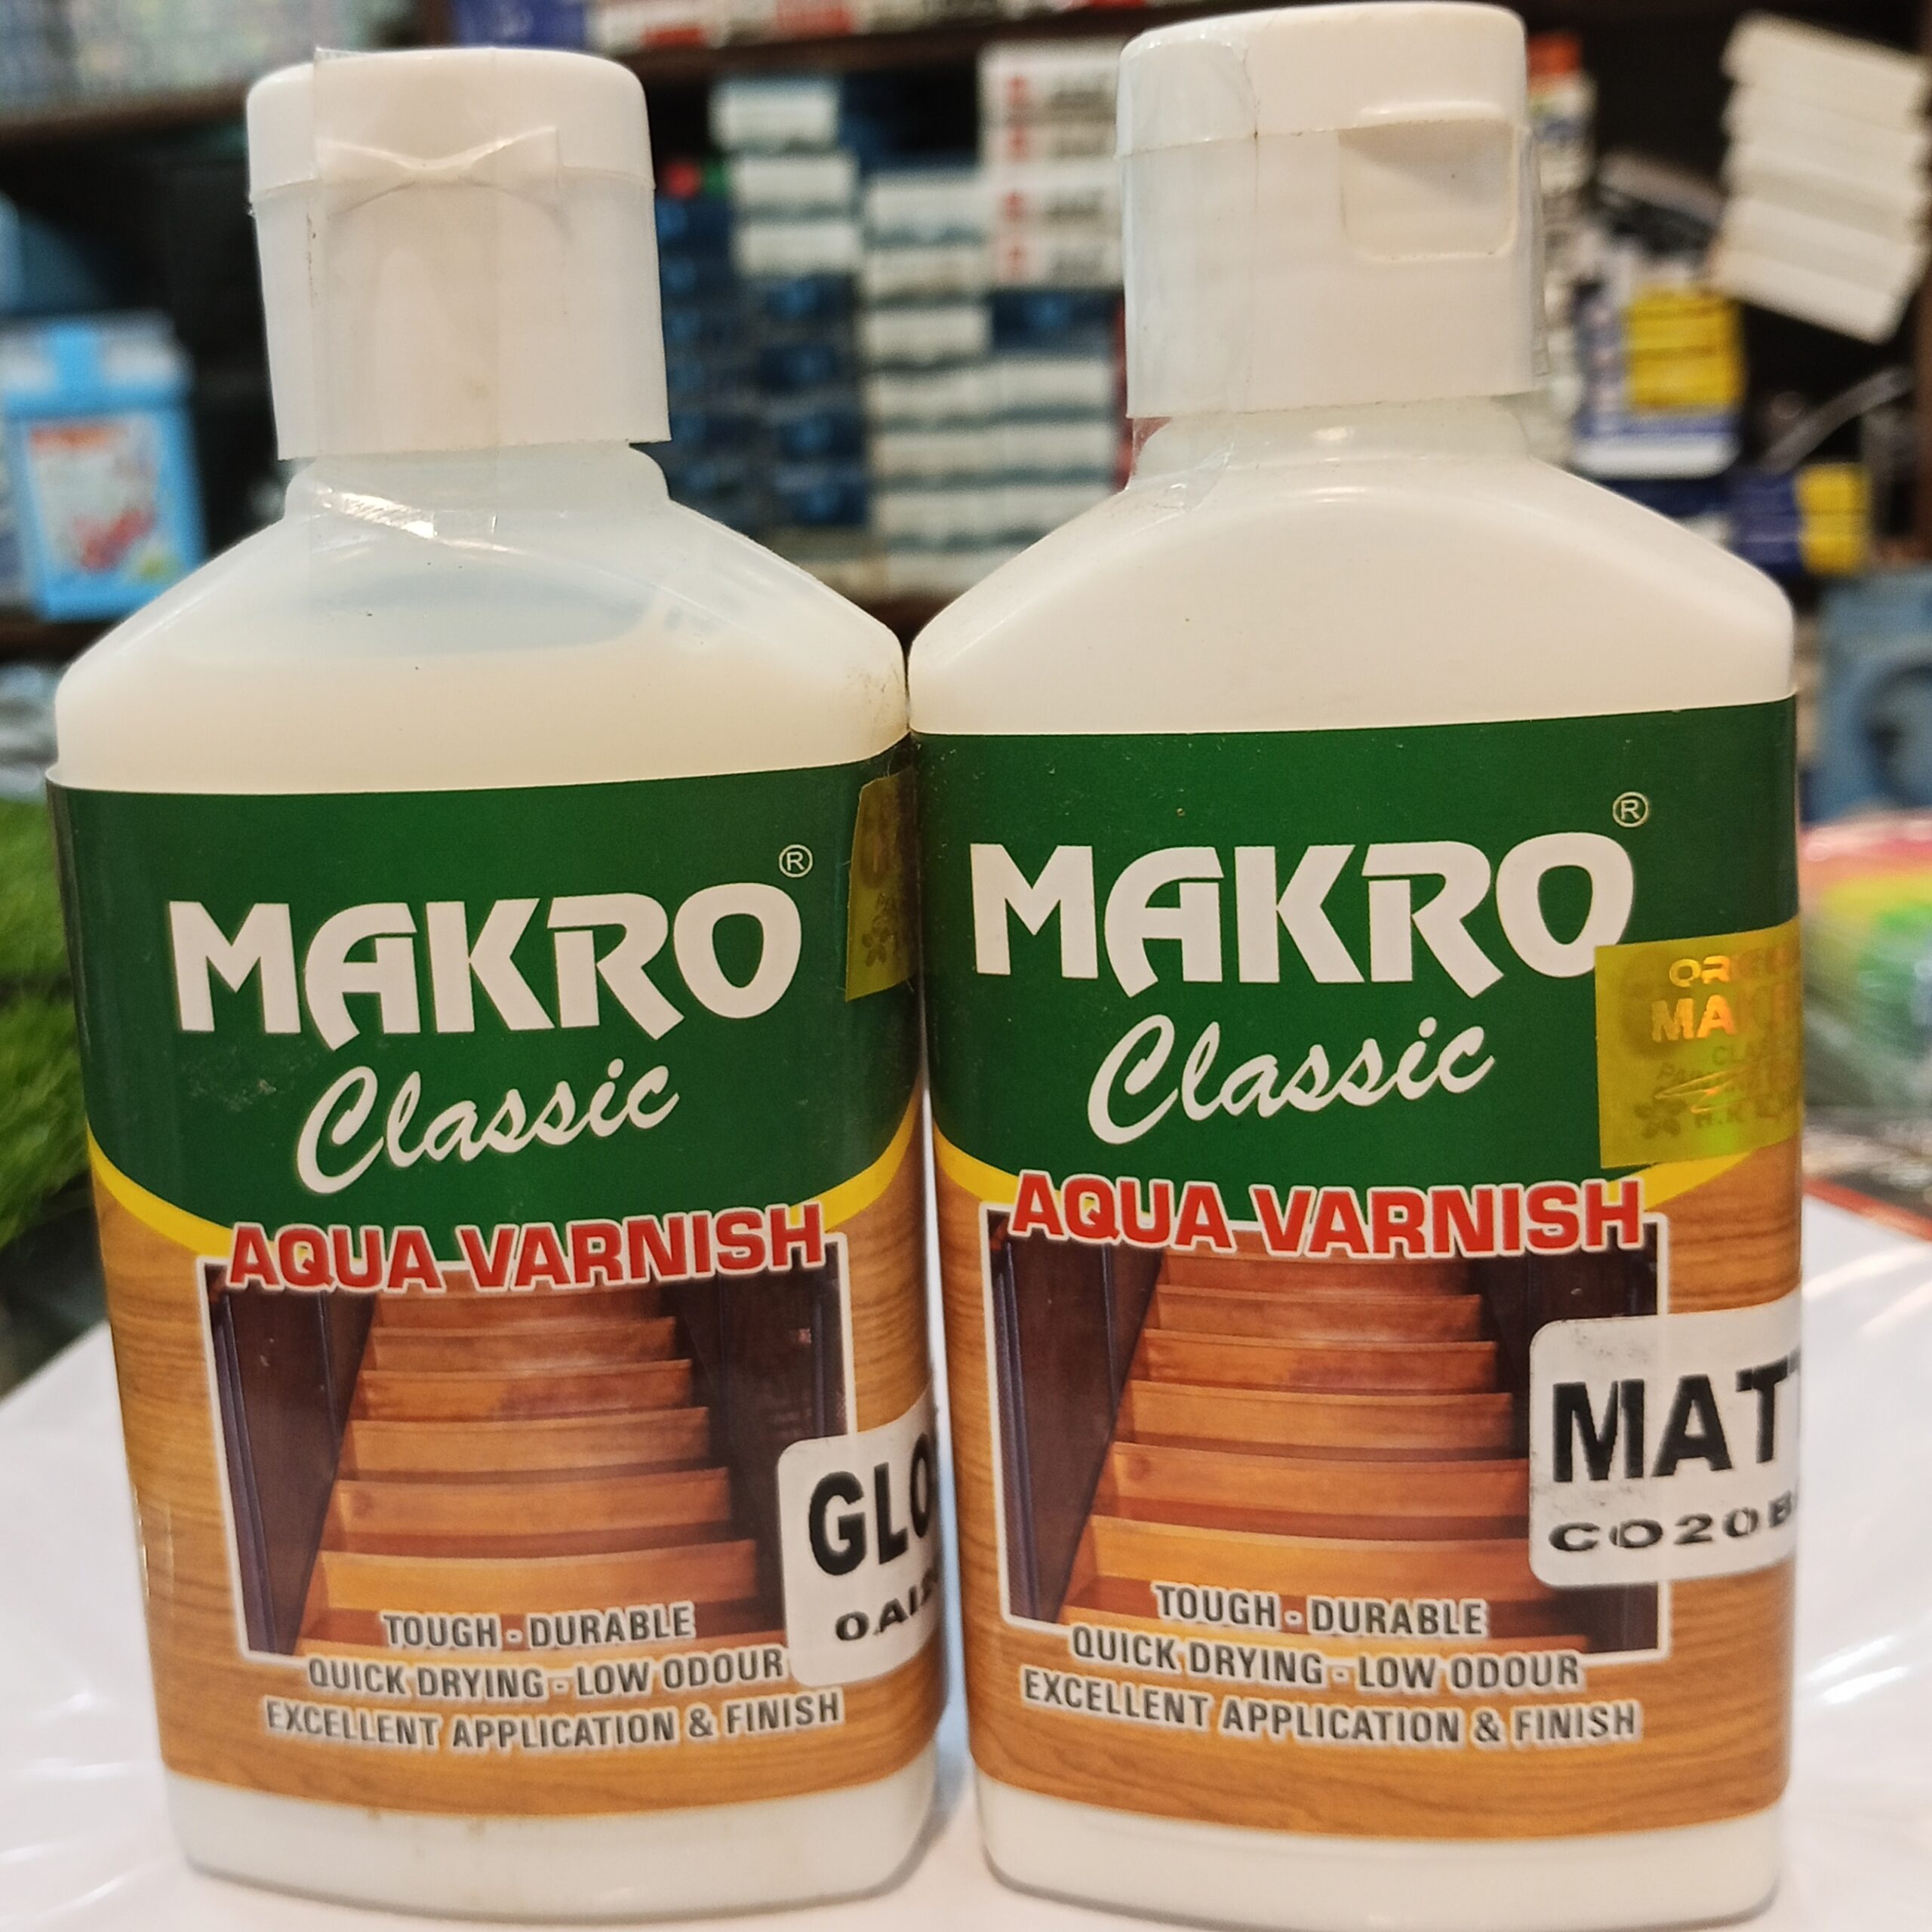 MAKRO®
Classic
AQUA VARNISH
GLO
TOUGH - DURABLE
QUICK DRYING - LOW ODOUR
EXCELLENT APPLICATION & FINISH
MAKRO®
Classic
AQUA VARNISH
MAT
CO20B
TOUGH - DURABLE
QUICK DRYING - LOW ODOUR
EXCELLENT APPLICATION & FINISH